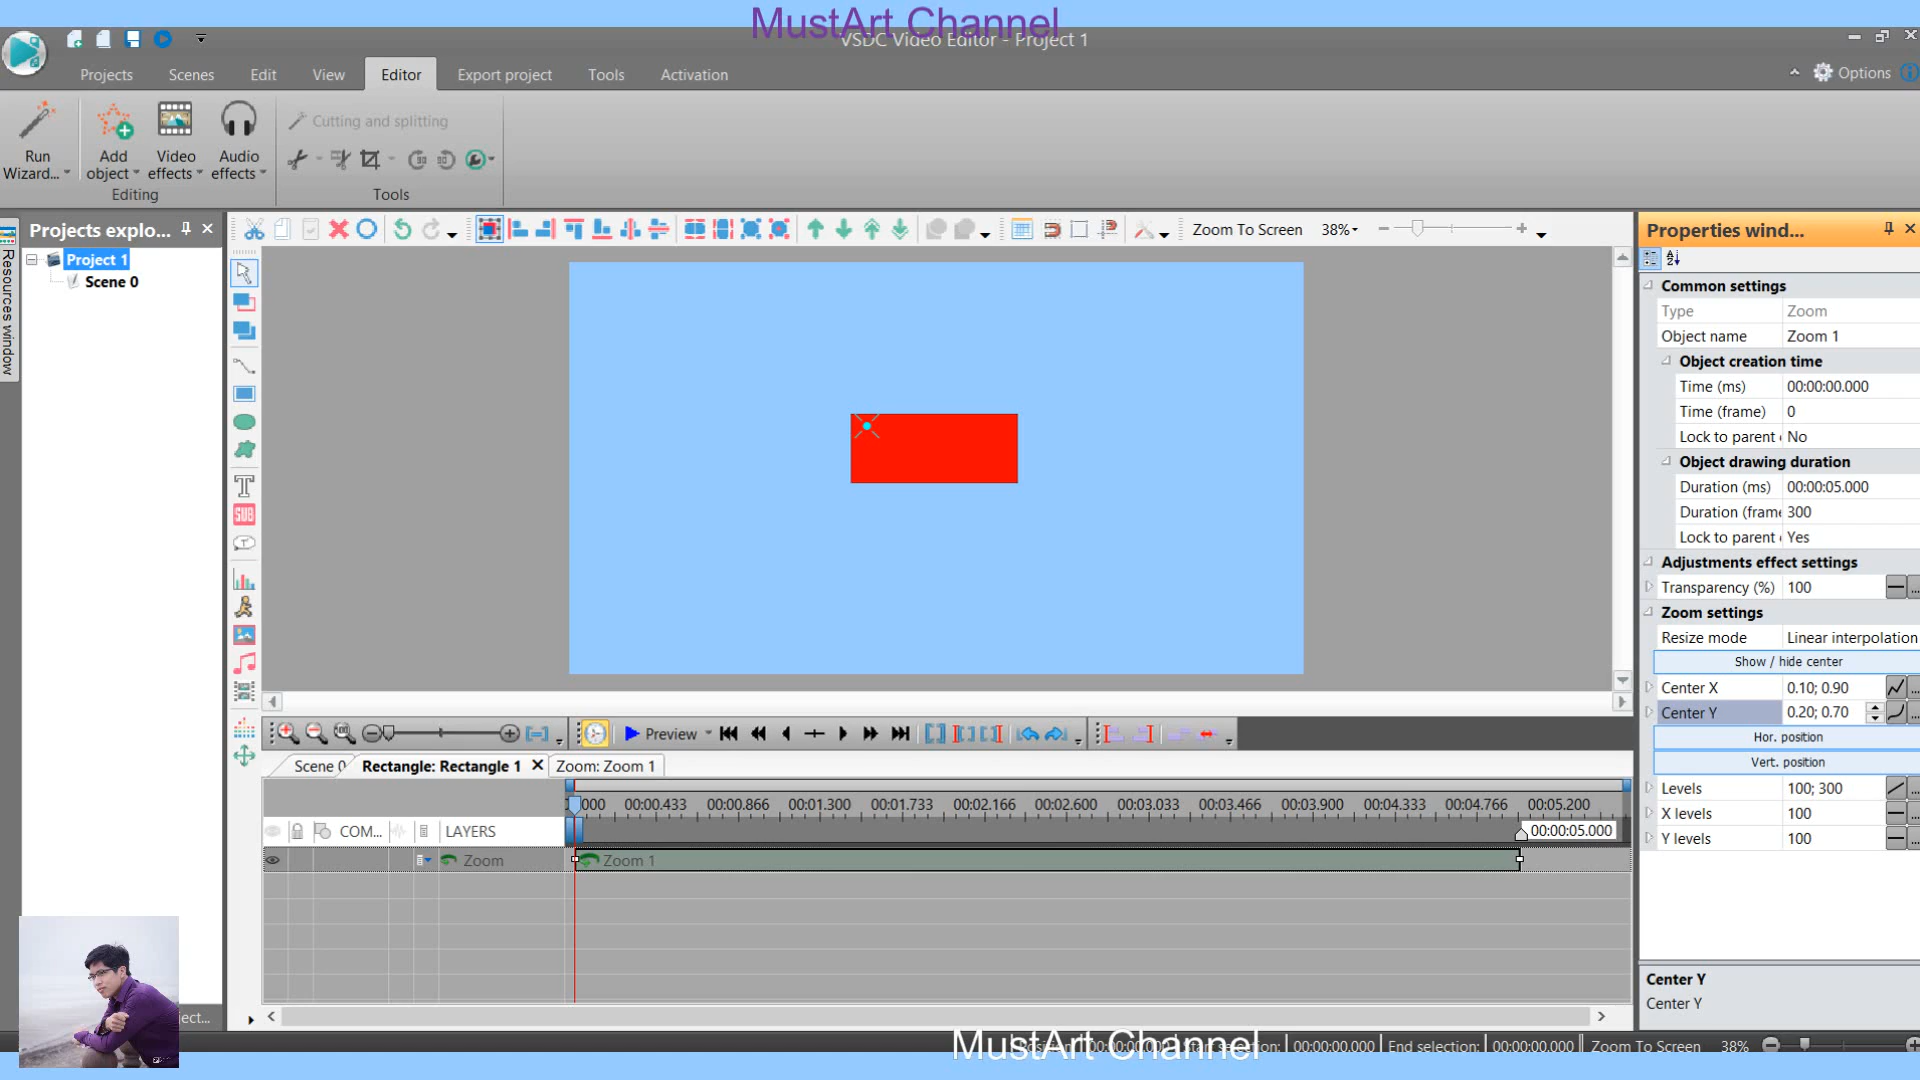 MustArt Channel
VSDC Video Editor - Project 1
Projects
Scenes
Edit
View
Editor
Export project
Tools
Activation
Options
Run
Wizard...
Add
object
Video
effects
Audio
effects
Editing
Cutting and splitting
Tools
Resources window
Projects explo...
Project 1
Scene 0
Zoom To Screen
38%
Properties wind...
Common settings
Type Zoom
Object name Zoom 1
Object creation time
Time (ms) 00:00:00.000
Time (frame) 0
Lock to parent No
Object drawing duration
Duration (ms) 00:00:05.000
Duration (frame 300
Lock to parent Yes
Adjustments effect settings
Transparency (%) 100
Zoom settings
Resize mode Linear interpolation
Show / hide center
Center X 0.10; 0.90
Center Y 0.20; 0.70
Hor. position
Vert. position
Levels 100; 300
X levels 100
Y levels 100
SUB
T
Preview
Scene 0
Rectangle: Rectangle 1
Zoom: Zoom 1
000 00:00.433 00:00.866 00:01.300 00:01.733 00:02.166 00:02.600 00:03.033 00:03.466 00:03.900 00:04.333 00:04.766 00:05.200
COM... LAYERS
00:00:05.000
Zoom
Zoom 1
Center Y
Center Y
ect...
MustArt Channel
00:00:00.000
End selection: 00:00:00.000
Zoom To Screen 38%